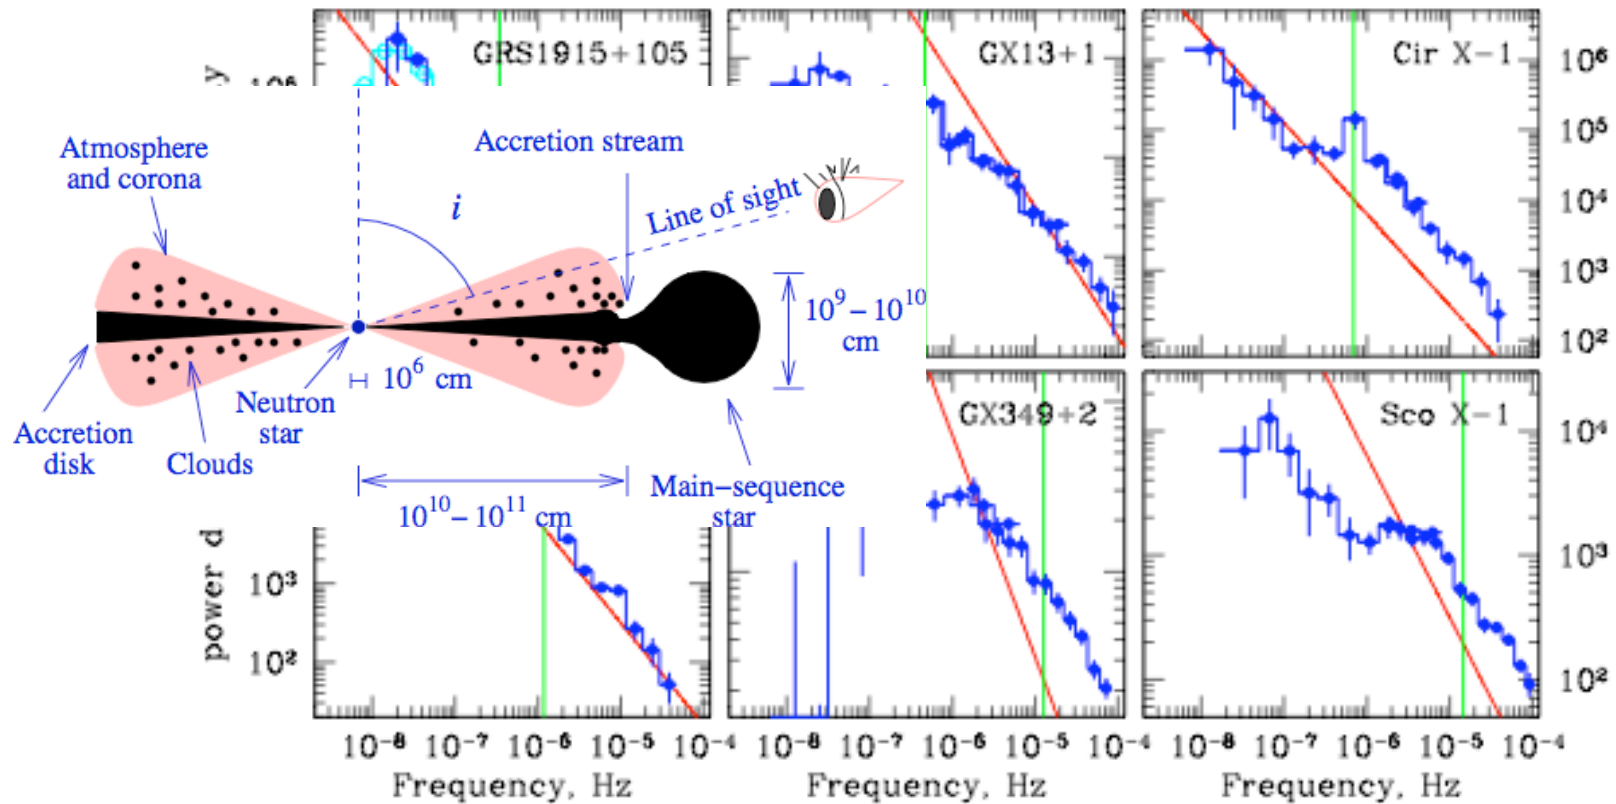 GRS1915+105
GX13+1
Cir X-1
y
10⁶
10⁵
10⁴
10³
10²
Atmosphere
and corona
Accretion stream
i
Line of sight
10⁹–10¹⁰
cm
10⁶ cm
Neutron
star
Accretion
disk
Clouds
10¹⁰–10¹¹ cm
Main–sequence
star
GX349+2
Sco X-1
10⁴
10³
10²
power d
10³
10²
10⁻⁸ 10⁻⁷ 10⁻⁶ 10⁻⁵ 10⁻⁴
10⁻⁸ 10⁻⁷ 10⁻⁶ 10⁻⁵ 10⁻⁴
10⁻⁸ 10⁻⁷ 10⁻⁶ 10⁻⁵ 10⁻⁴
Frequency, Hz
Frequency, Hz
Frequency, Hz